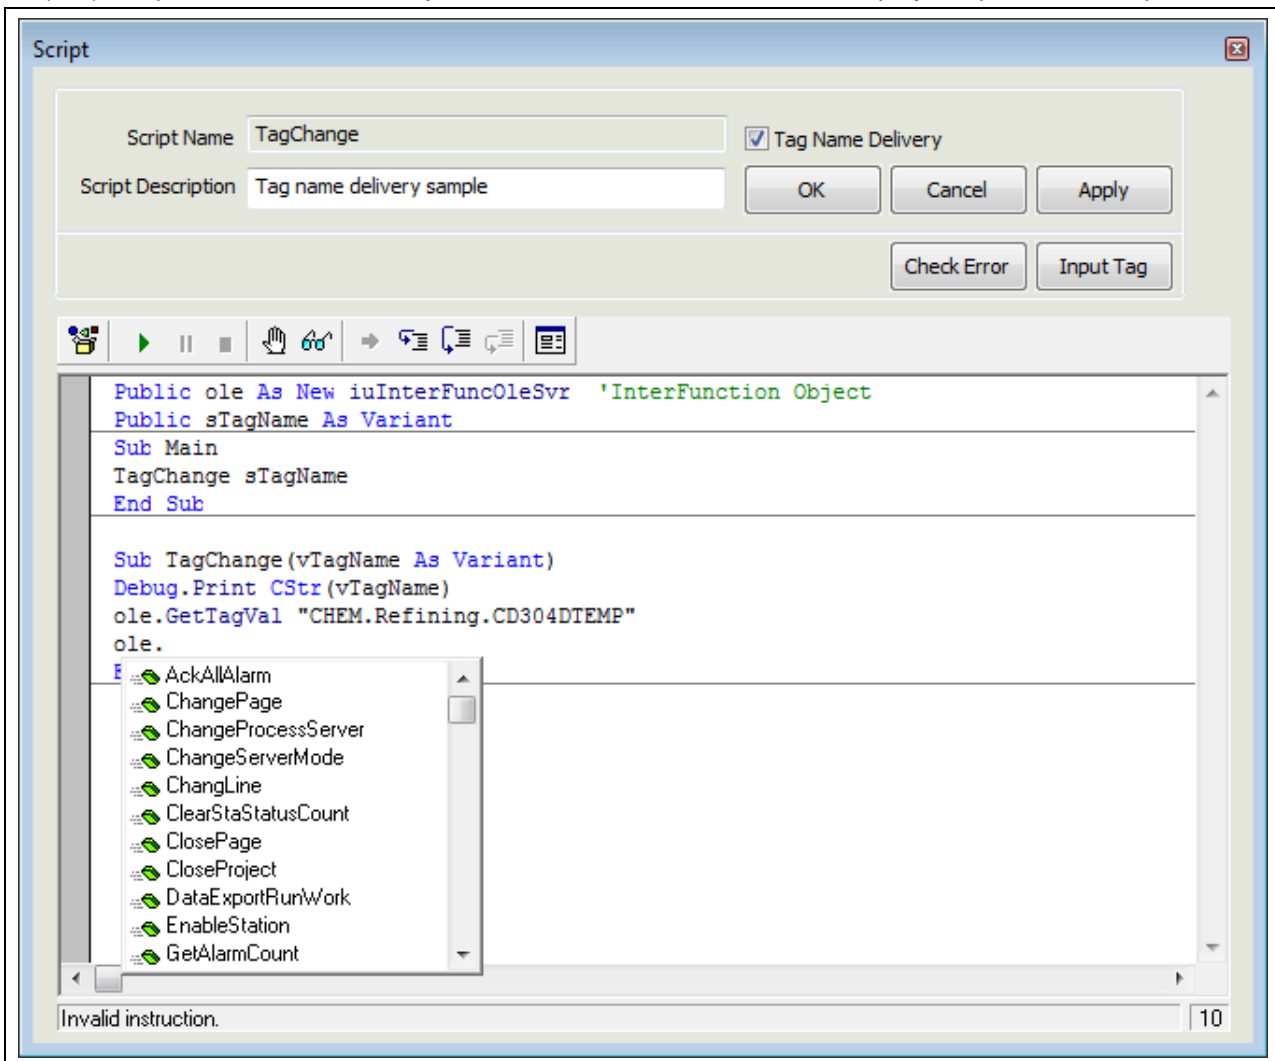 Script
Script Name TagChange
Tag Name Delivery
Script Description Tag name delivery sample
OK Cancel Apply
Check Error Input Tag
Public ole As New iuInterFuncOleSvr 'InterFunction Object
Public sTagName As Variant
Sub Main
TagChange sTagName
End Sub
Sub TagChange(vTagName As Variant)
Debug.Print CStr(vTagName)
ole.GetTagVal "CHEM.Refining.CD304DTEMP"
ole.
AckAllAlarm
ChangePage
ChangeProcessServer
ChangeServerMode
ChangLine
ClearStaStatusCount
ClosePage
CloseProject
DataExportRunWork
EnableStation
GetAlarmCount
Invalid instruction. 10